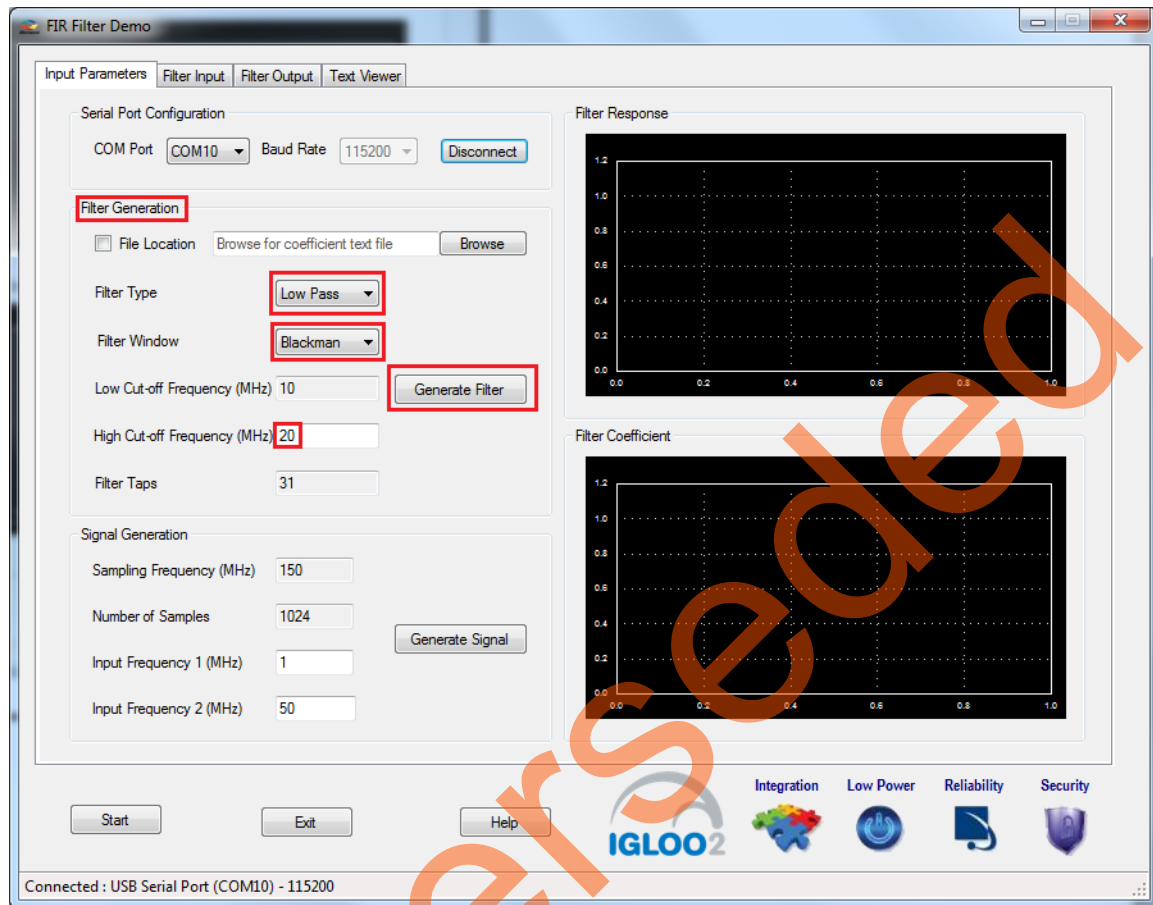 FIR Filter Demo
Input Parameters Filter Input Filter Output Text Viewer
Serial Port Configuration
COM Port COM10 Baud Rate 115200 Disconnect
Filter Generation
File Location Browse for coefficient text file Browse
Filter Type Low Pass
Filter Window Blackman
Low Cut-off Frequency (MHz) 10 Generate Filter
High Cut-off Frequency (MHz) 20
Filter Taps 31
Signal Generation
Sampling Frequency (MHz) 150
Number of Samples 1024
Generate Signal
Input Frequency 1 (MHz) 1
Input Frequency 2 (MHz) 50
Filter Response
1.2
1.0
0.8
0.6
0.4
0.2
0.0
0.0 0.2 0.4 0.6 0.8 1.0
Filter Coefficient
1.2
1.0
0.8
0.6
0.4
0.2
0.0
0.0 0.2 0.4 0.6 0.8 1.0
Start Exit Help
IGLOO2
Integration Low Power Reliability Security
Connected : USB Serial Port (COM10) - 115200
erseded